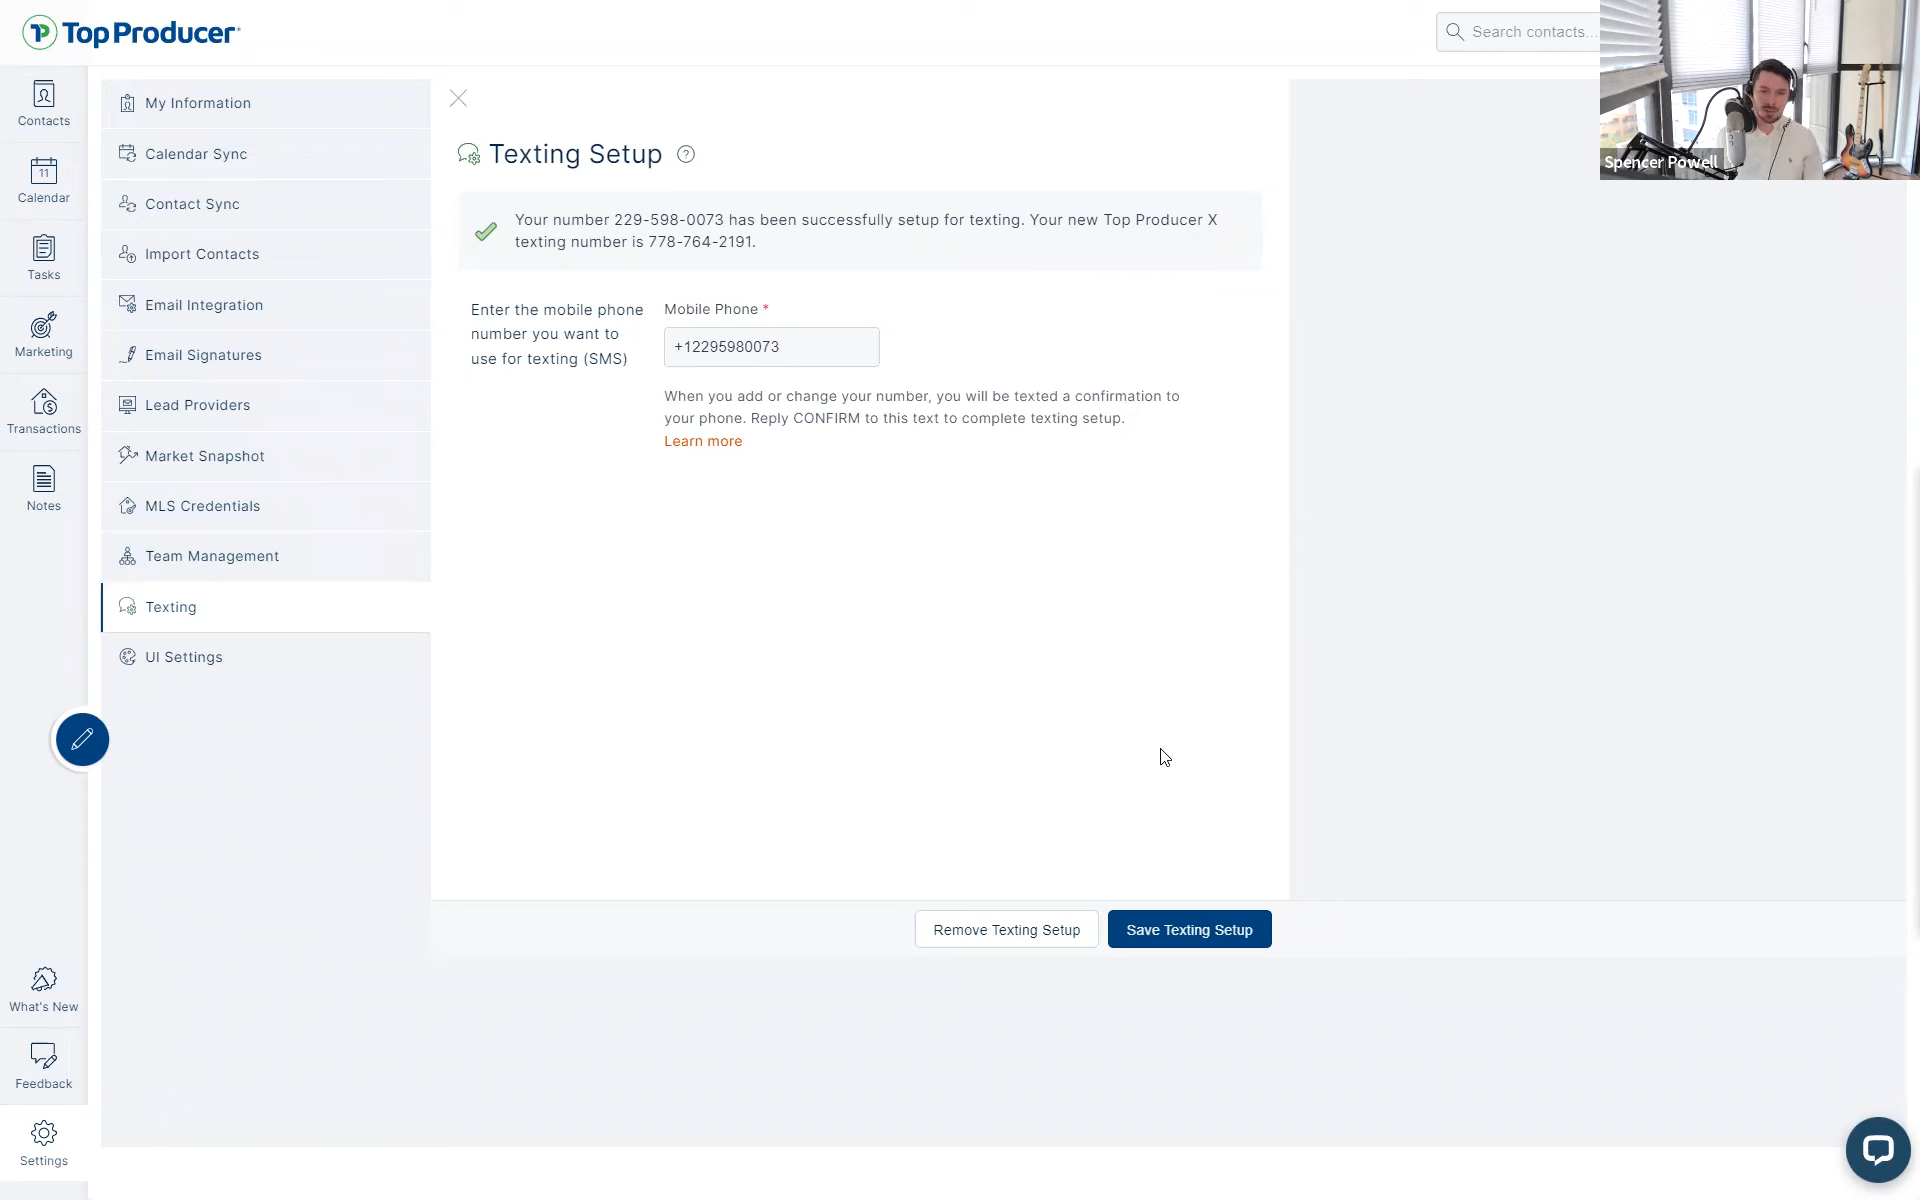 Top Producer
Search contacts...
Spencer Powell
Contacts
11
Calendar
Tasks
Marketing
Transactions
Notes
What's New
Feedback
Settings
My Information
Calendar Sync
Contact Sync
Import Contacts
Email Integration
Email Signatures
Lead Providers
Market Snapshot
MLS Credentials
Team Management
Texting
UI Settings
Texting Setup ?
Your number 229-598-0073 has been successfully setup for texting. Your new Top Producer X
texting number is 778-764-2191.
Enter the mobile phone
number you want to
use for texting (SMS)
Mobile Phone *
+12295980073
When you add or change your number, you will be texted a confirmation to
your phone. Reply CONFIRM to this text to complete texting setup.
Learn more
Remove Texting Setup
Save Texting Setup